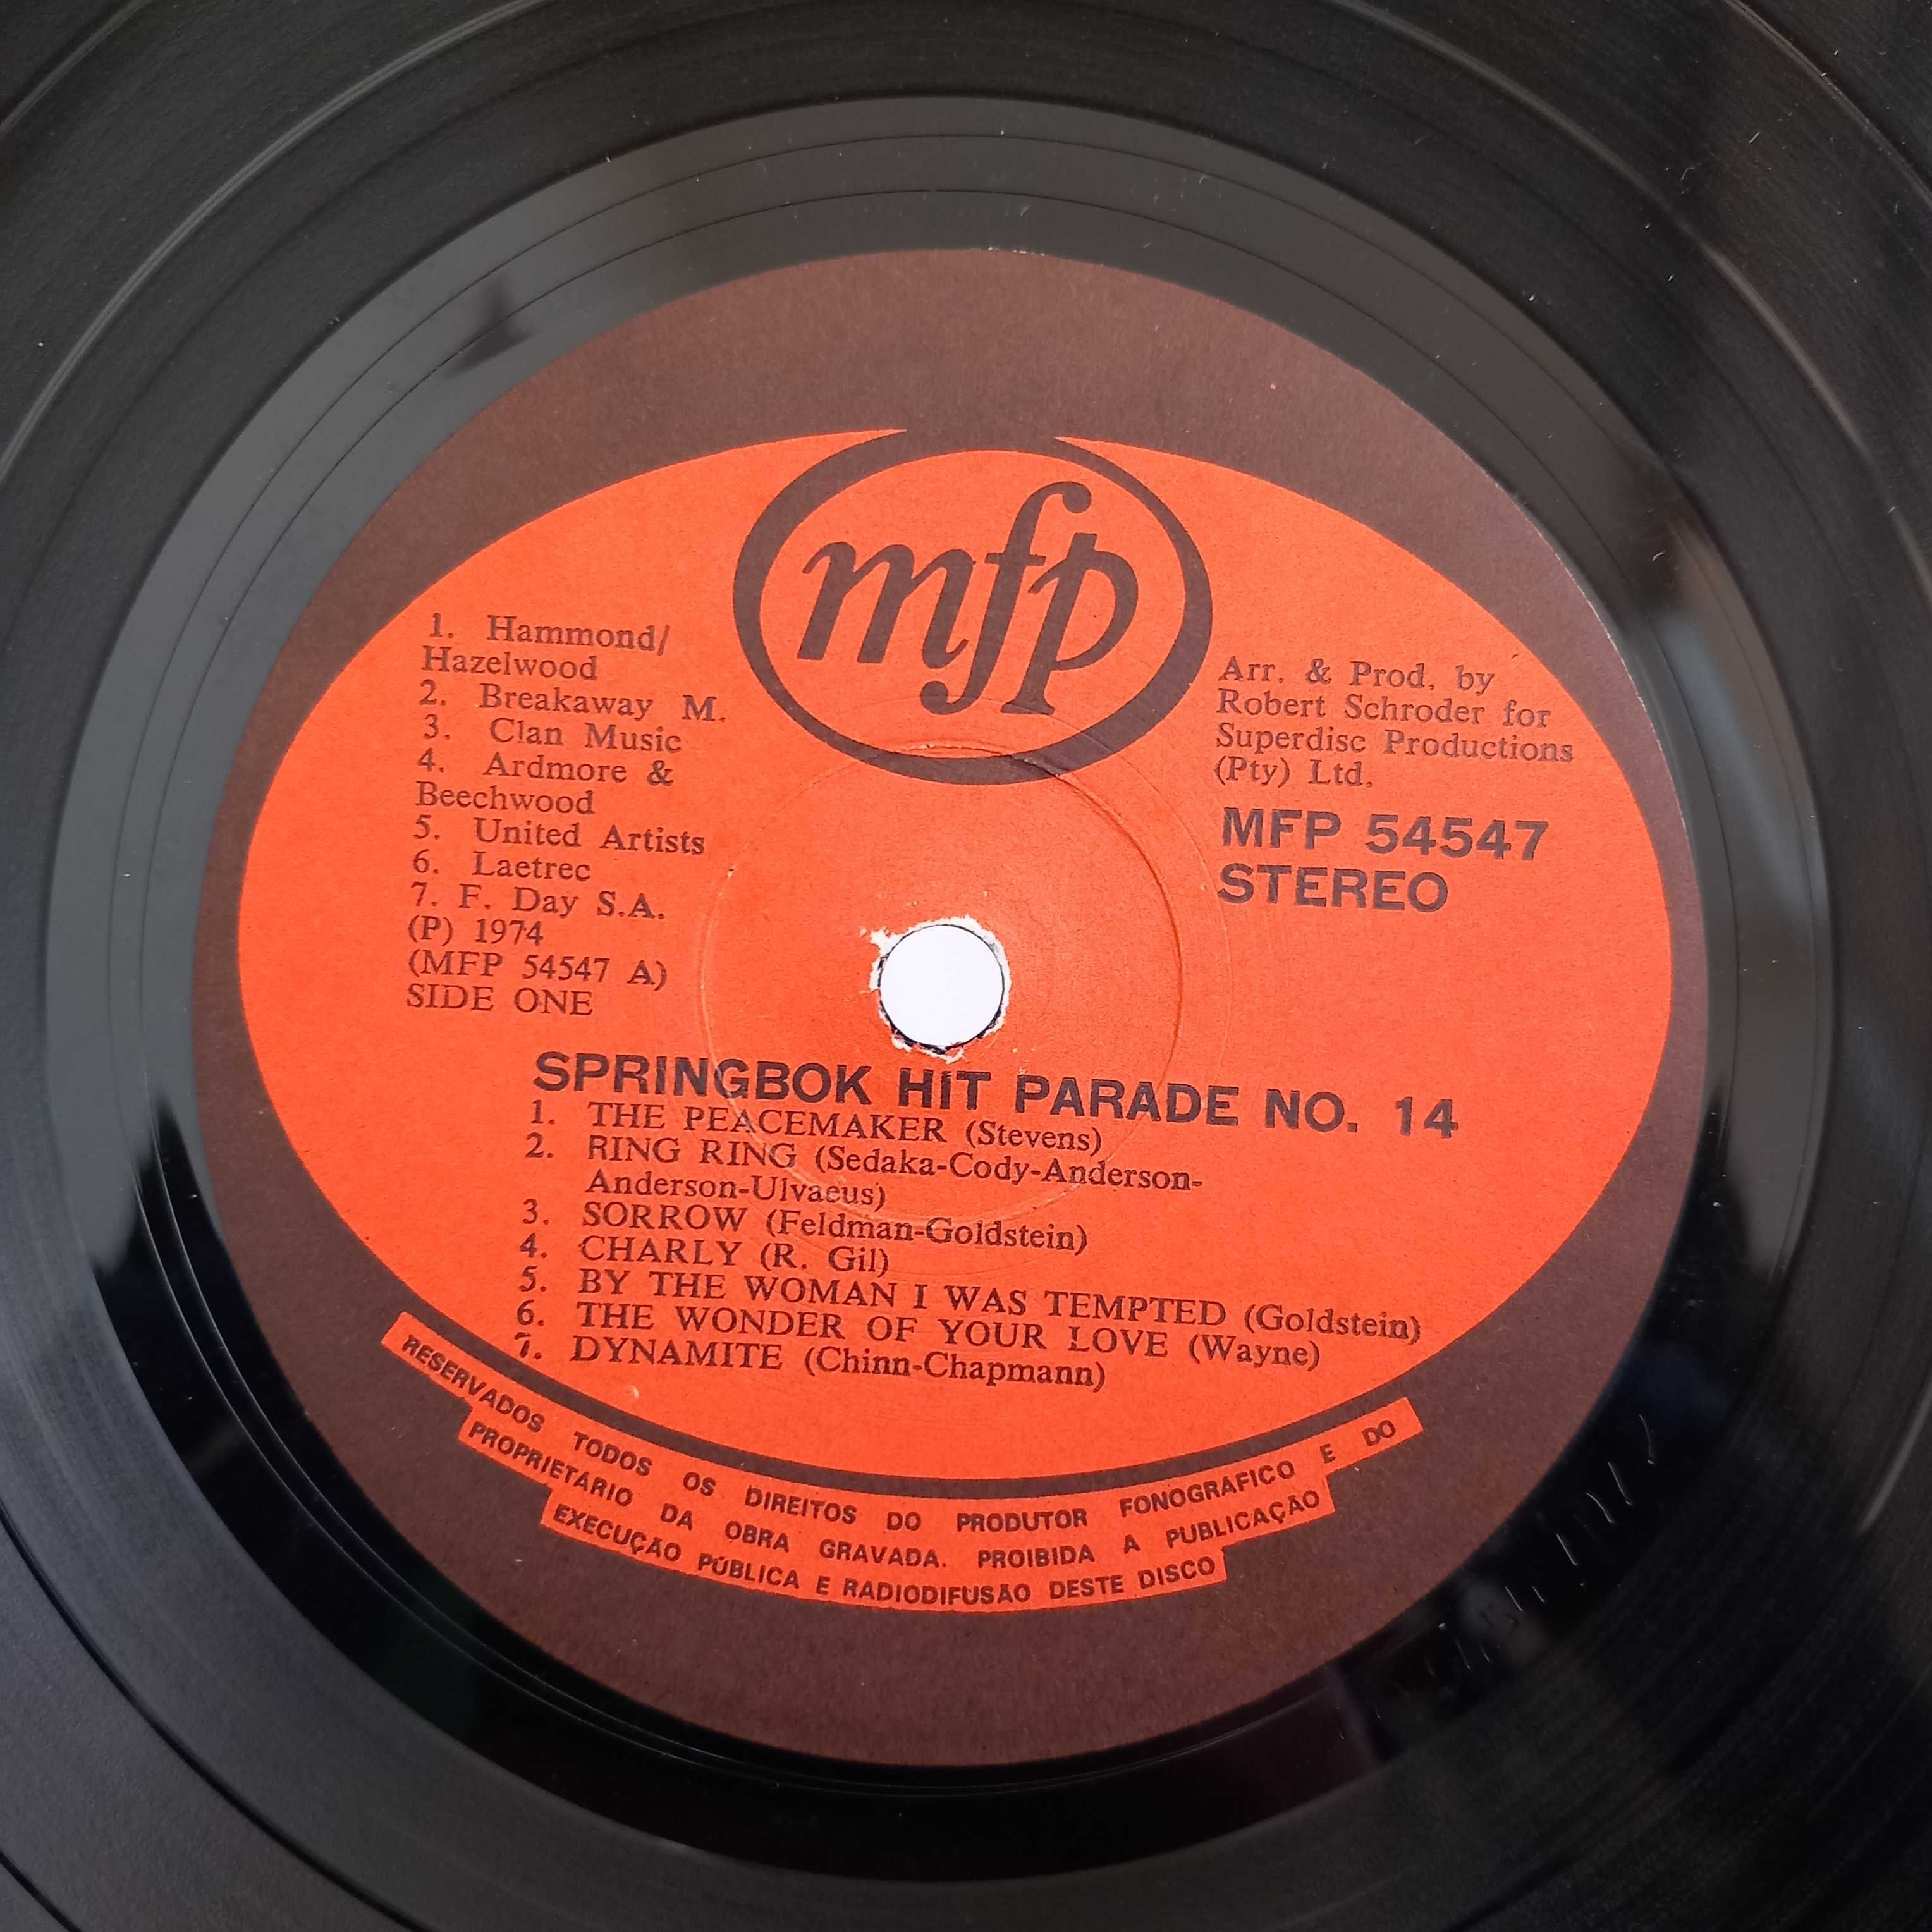 mfp
1. Hammond/
Hazelwood
2. Breakaway M.
3. Clan Music
4. Ardmore &
Beechwood
5. United Artists
6. Laetrec
7. F. Day S.A.
(P) 1974
(MFP 54547 A)
SIDE ONE
Arr. & Prod. by
Robert Schroder for
Superdisc Productions
(Pty) Ltd.
MFP 54547
STEREO
SPRINGBOK HIT PARADE NO. 14
1. THE PEACEMAKER (Stevens)
2. RING RING (Sedaka-Cody-Anderson-
Anderson-Ulvaeus)
3. SORROW (Feldman-Goldstein)
4. CHARLY (R. Gil)
5. BY THE WOMAN I WAS TEMPTED (Goldstein)
6. THE WONDER OF YOUR LOVE (Wayne)
7. DYNAMITE (Chinn-Chapmann)
RESERVADOS TODOS OS DIREITOS DO PRODUTOR FONOGRAFICO E DO
PROPRIETARIO DA OBRA GRAVADA. PROIBIDA A PUBLICAÇÃO
EXECUÇÃO PÚBLICA E RADIODIFUSÃO DESTE DISCO